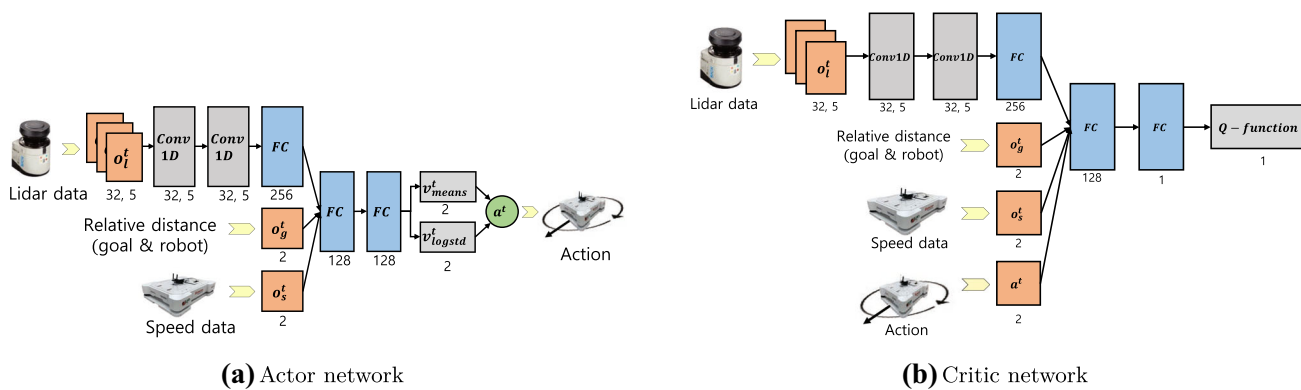 Lidar data
o_l^t
32, 5
Conv
1D
32, 5
Conv
1D
32, 5
FC
256
Relative distance
(goal & robot)
o_g^t
2
Speed data
o_s^t
2
FC
128
FC
128
v_means^t
2
v_logstd^t
2
a^t
Action
(a) Actor network
Lidar data
o_l^t
32, 5
Conv1D
32, 5
Conv1D
32, 5
FC
256
Relative distance
(goal & robot)
o_g^t
2
Speed data
o_s^t
2
Action
a^t
2
FC
128
FC
1
Q - function
1
(b) Critic network